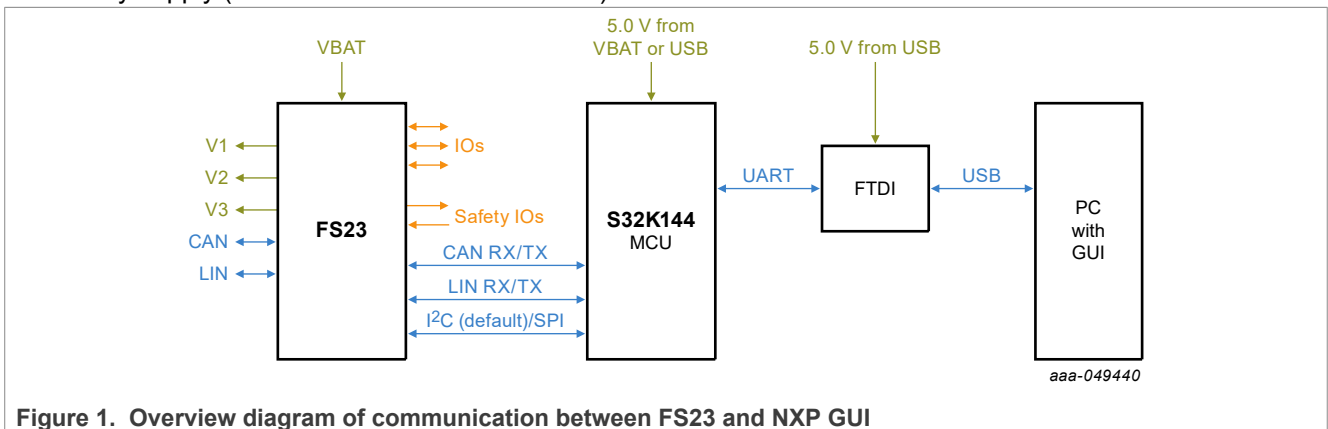 5.0 V from
VBAT or USB
VBAT
5.0 V from USB
V1
V2
V3
CAN
LIN
FS23
IOs
Safety IOs
CAN RX/TX
LIN RX/TX
I²C (default)/SPI
S32K144
MCU
UART
FTDI
USB
PC
with
GUI
aaa-049440
Figure 1. Overview diagram of communication between FS23 and NXP GUI